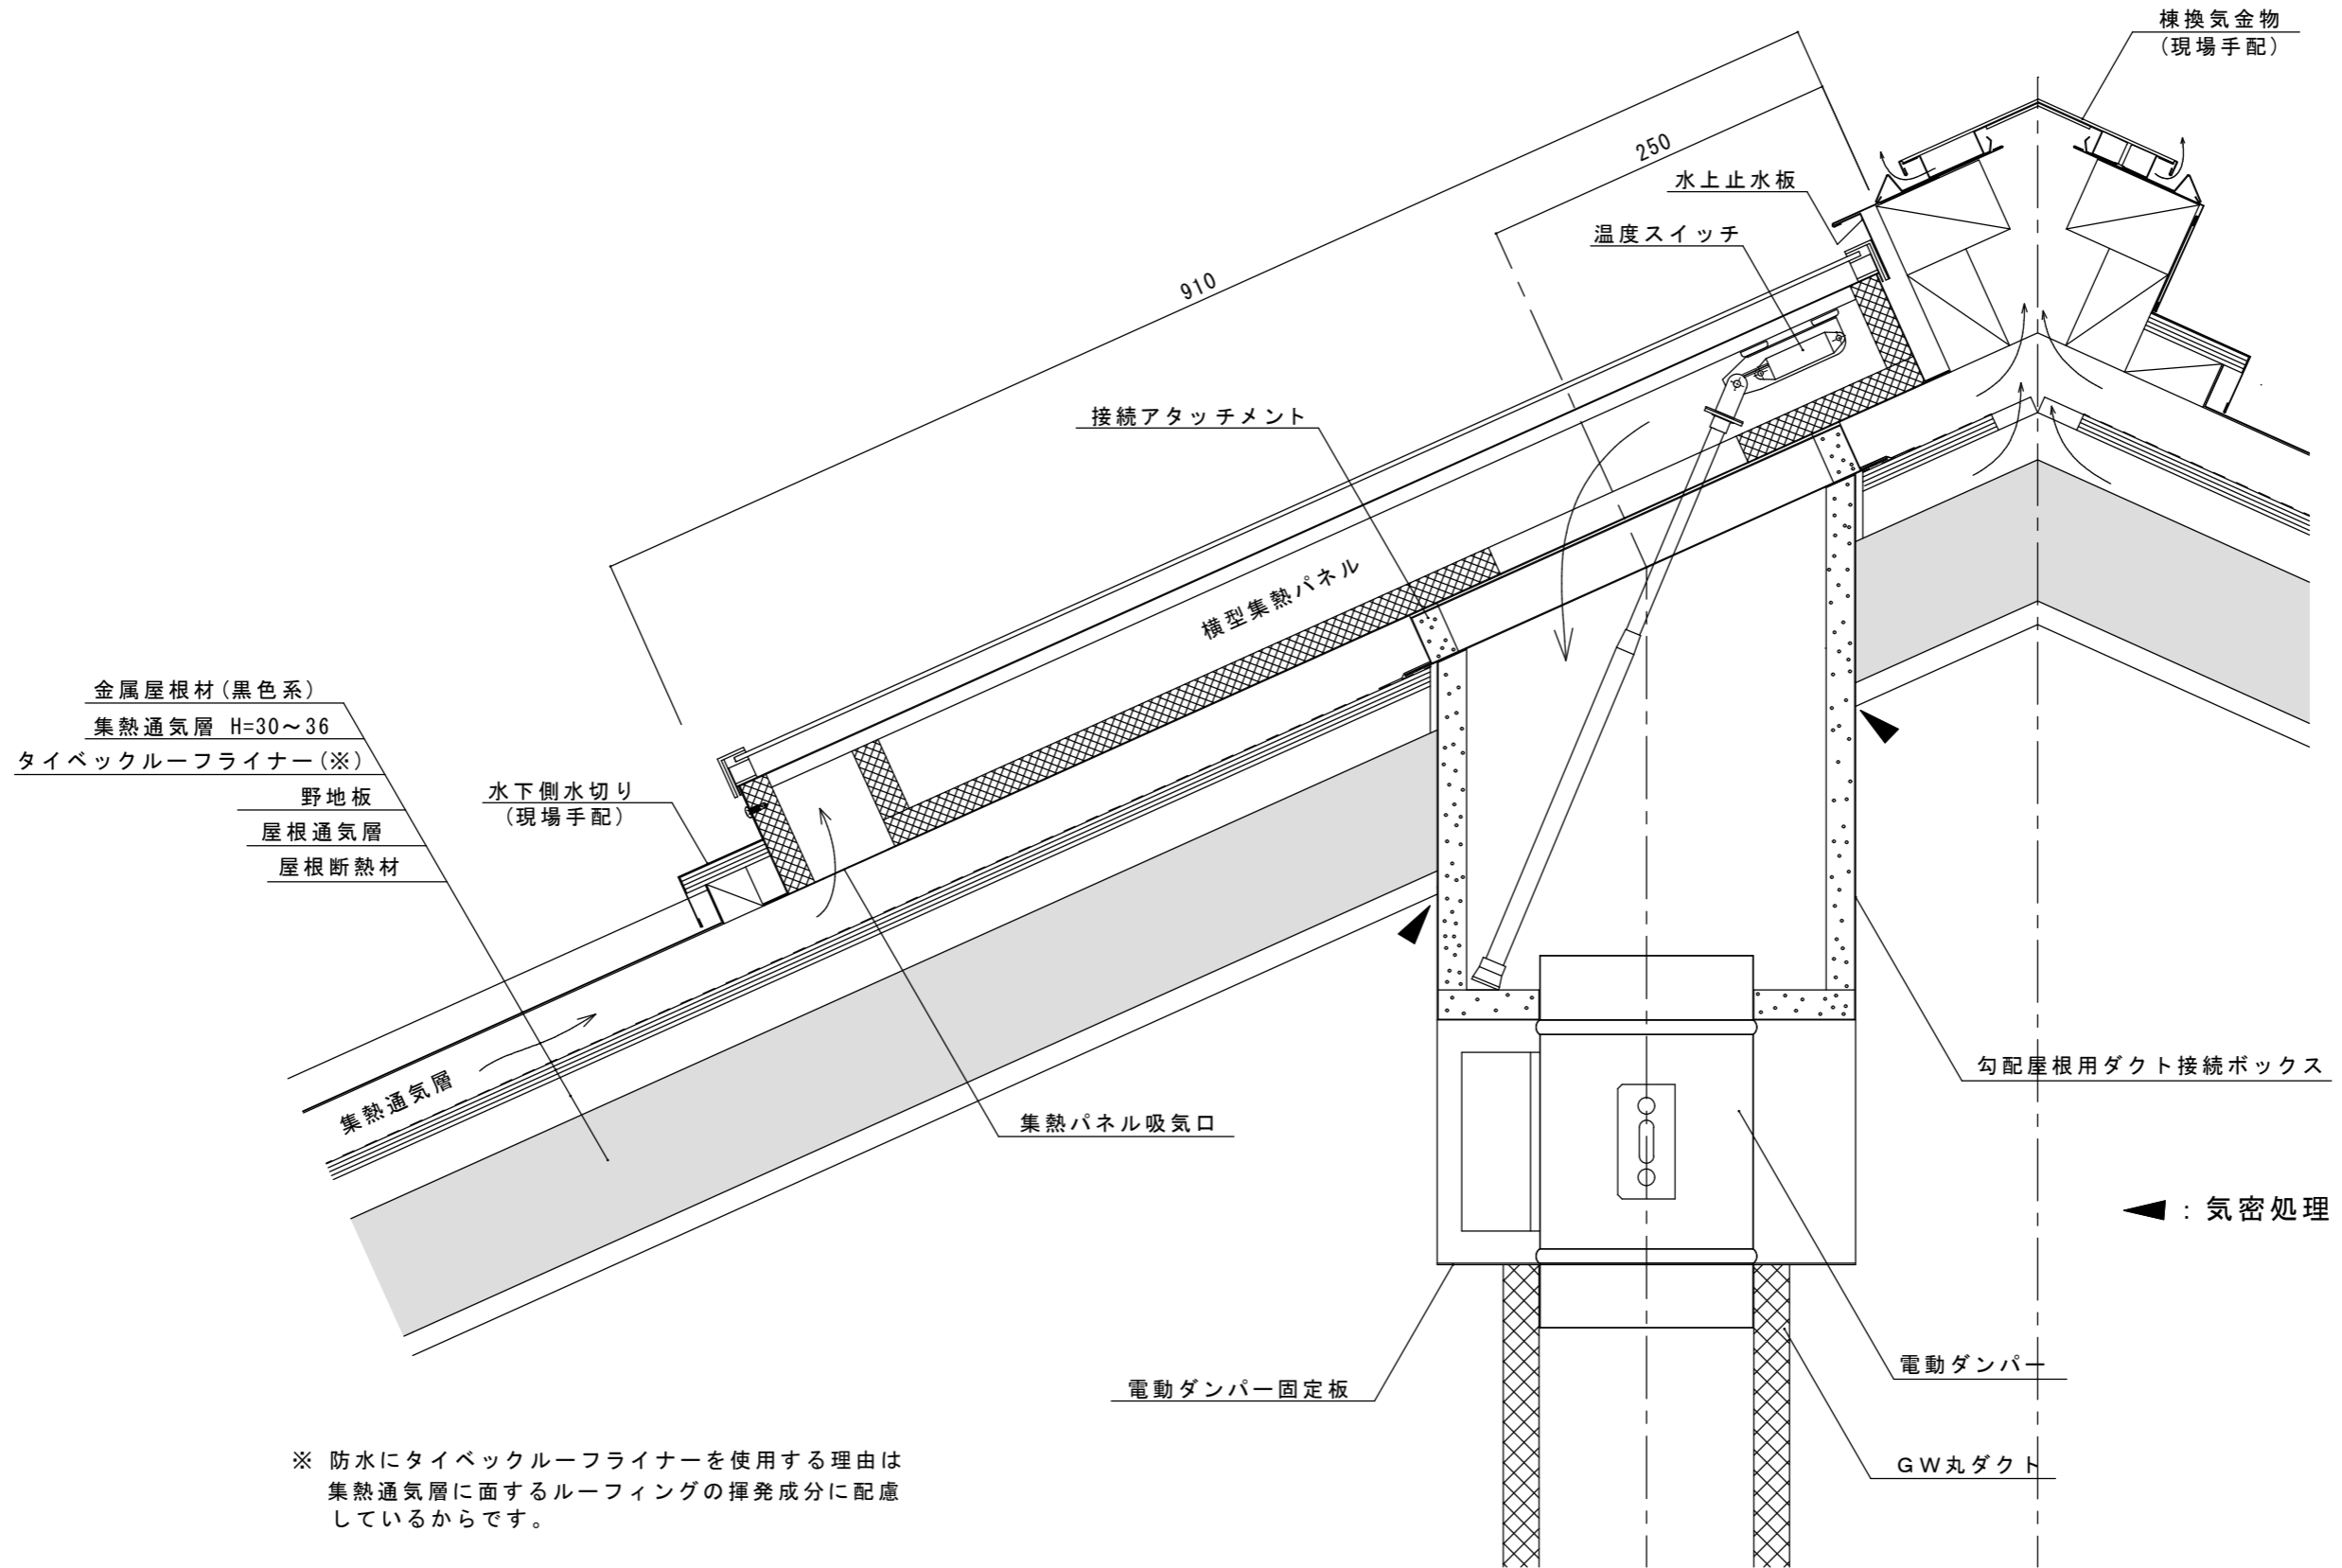 棟換気金物
(現場手配)
250
水上止水板
温度スイッチ
910
接続アタッチメント
横型集熱パネル
金属屋根材(黒色系)
集熱通気層 H=30～36
タイベックルーフライナー(※)
野地板
屋根通気層
屋根断熱材
水下側水切り
(現場手配)
集熱通気層
集熱パネル吸気口
勾配屋根用ダクト接続ボックス
：気密処理
電動ダンパー
電動ダンパー固定板
GW丸ダクト
※ 防水にタイベックルーフライナーを使用する理由は
集熱通気層に面するルーフィングの揮発成分に配慮
しているからです。